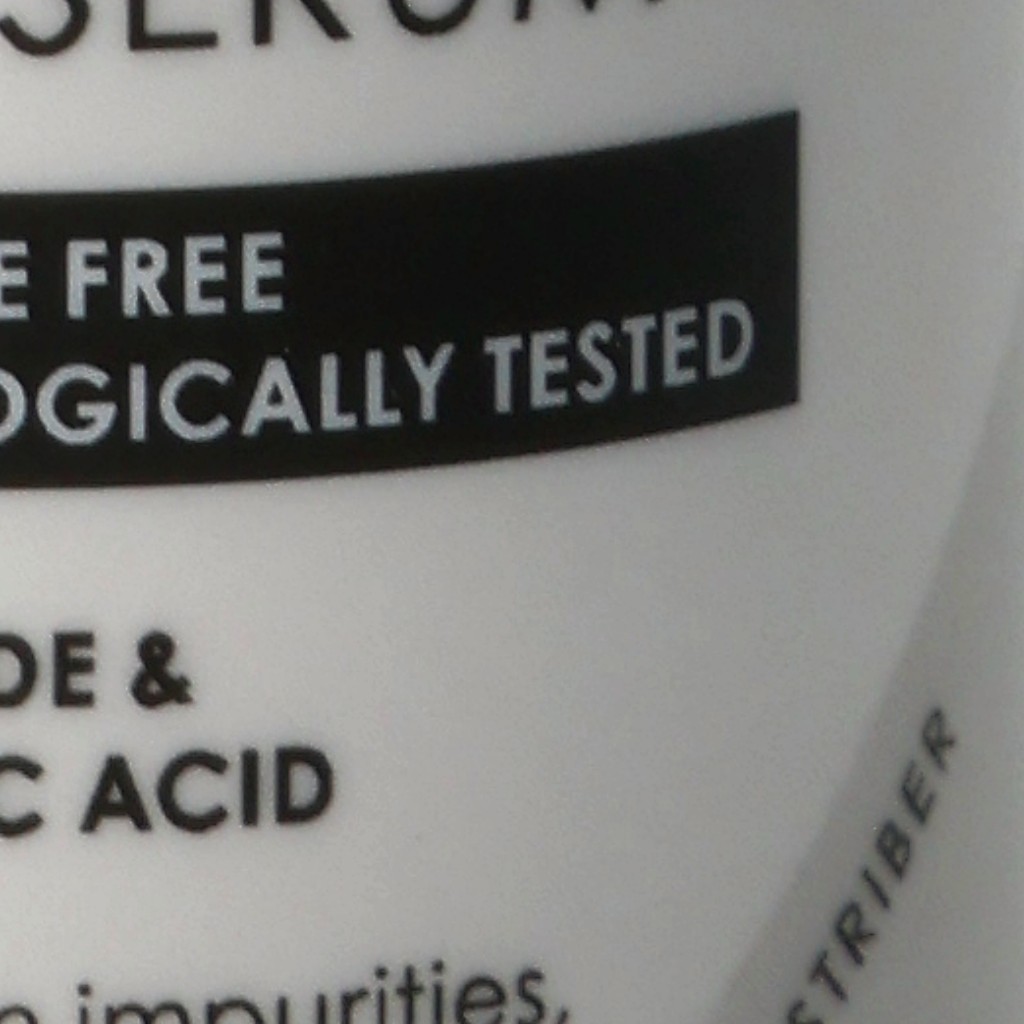 SERUM
E FREE
OGICALLY TESTED
DE &
C ACID
e impurities,
STRIBER